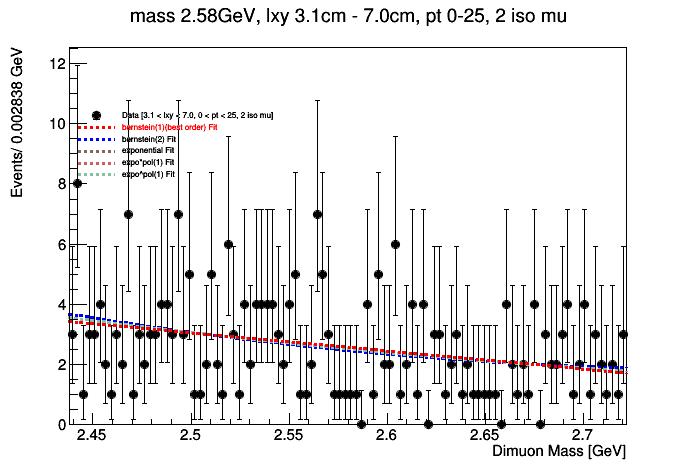 mass 2.58GeV, lxy 3.1cm - 7.0cm, pt 0-25, 2 iso mu
Events/ 0.002838 GeV
12
10
8
6
4
2
0
Data [3.1 < lxy < 7.0, 0 < pt < 25, 2 iso mu]
bernstein(1)(best order) Fit
bernstein(2) Fit
exponential Fit
expo*pol(1) Fit
expo^pol(1) Fit
2.45 2.5 2.55 2.6 2.65 2.7
Dimuon Mass [GeV]